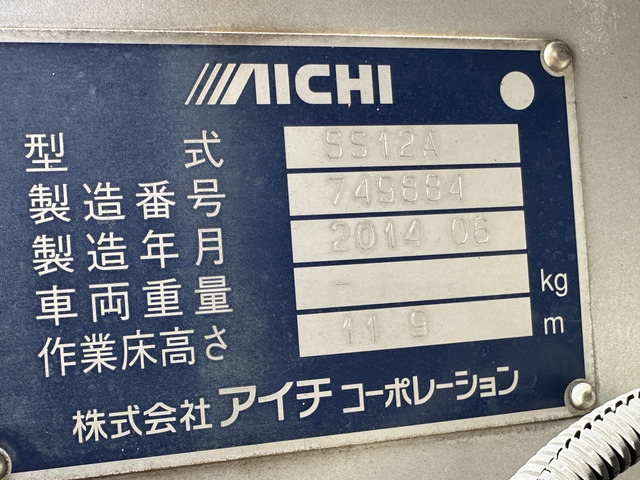 AICHI
型式 SS12A
製造番号 749884
製造年月 2014 06
車両重量 - kg
作業床高さ 11 9 m
株式会社 アイチ コーポレーション